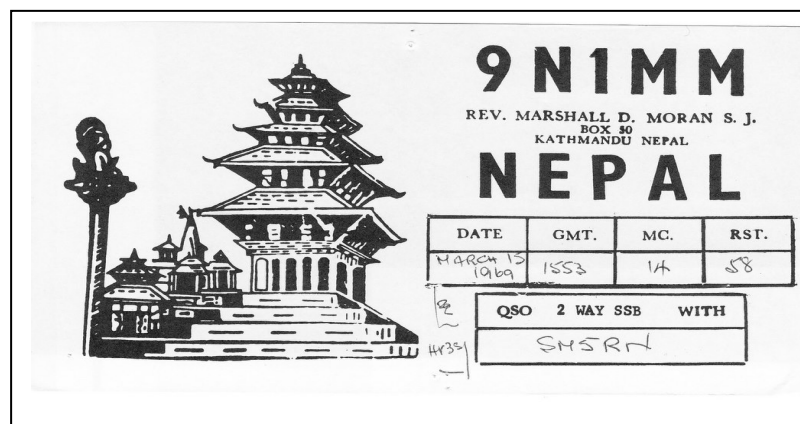 9N1MM
REV. MARSHALL D. MORAN S. J.
BOX 50
KATHMANDU NEPAL
NEPAL
DATE GMT. MC. RST.
MARCH 15 1553 14 58
1969
QSO 2 WAY SSB WITH
SM5RN